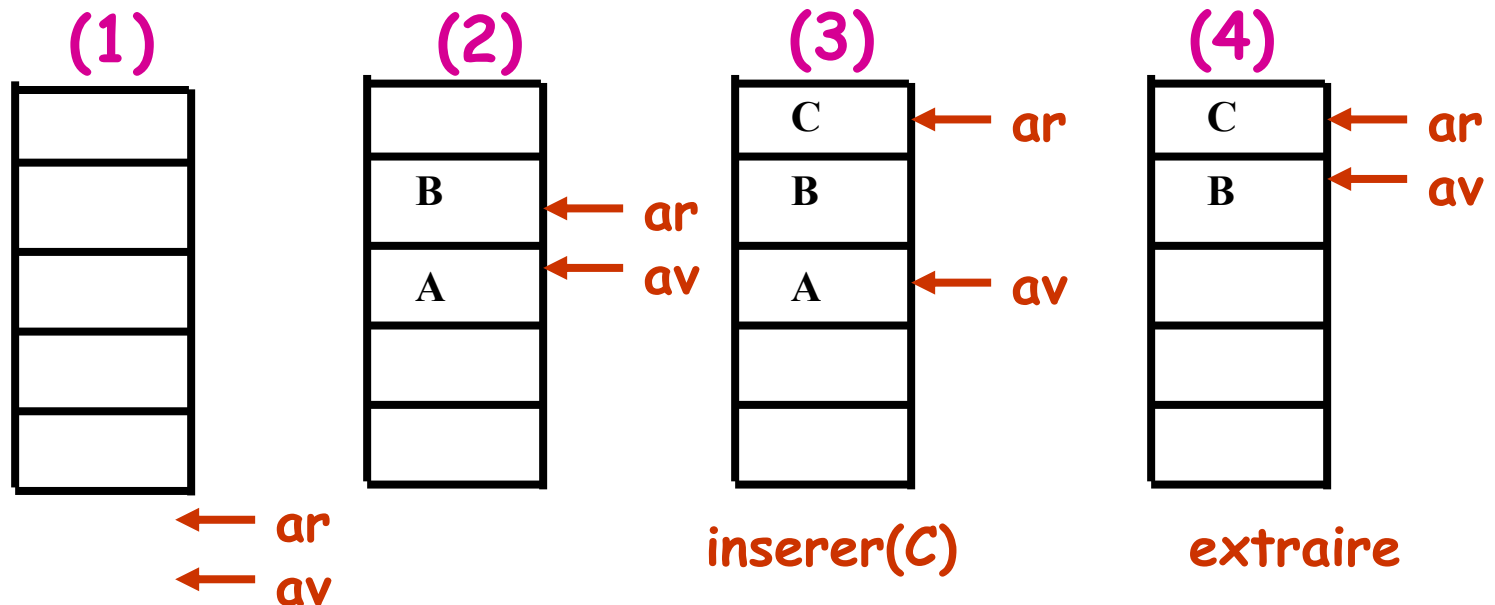 (1) (2) (3) (4)
C ar C ar
B B B av
ar
A av A av
ar inserer(C) extraire
av